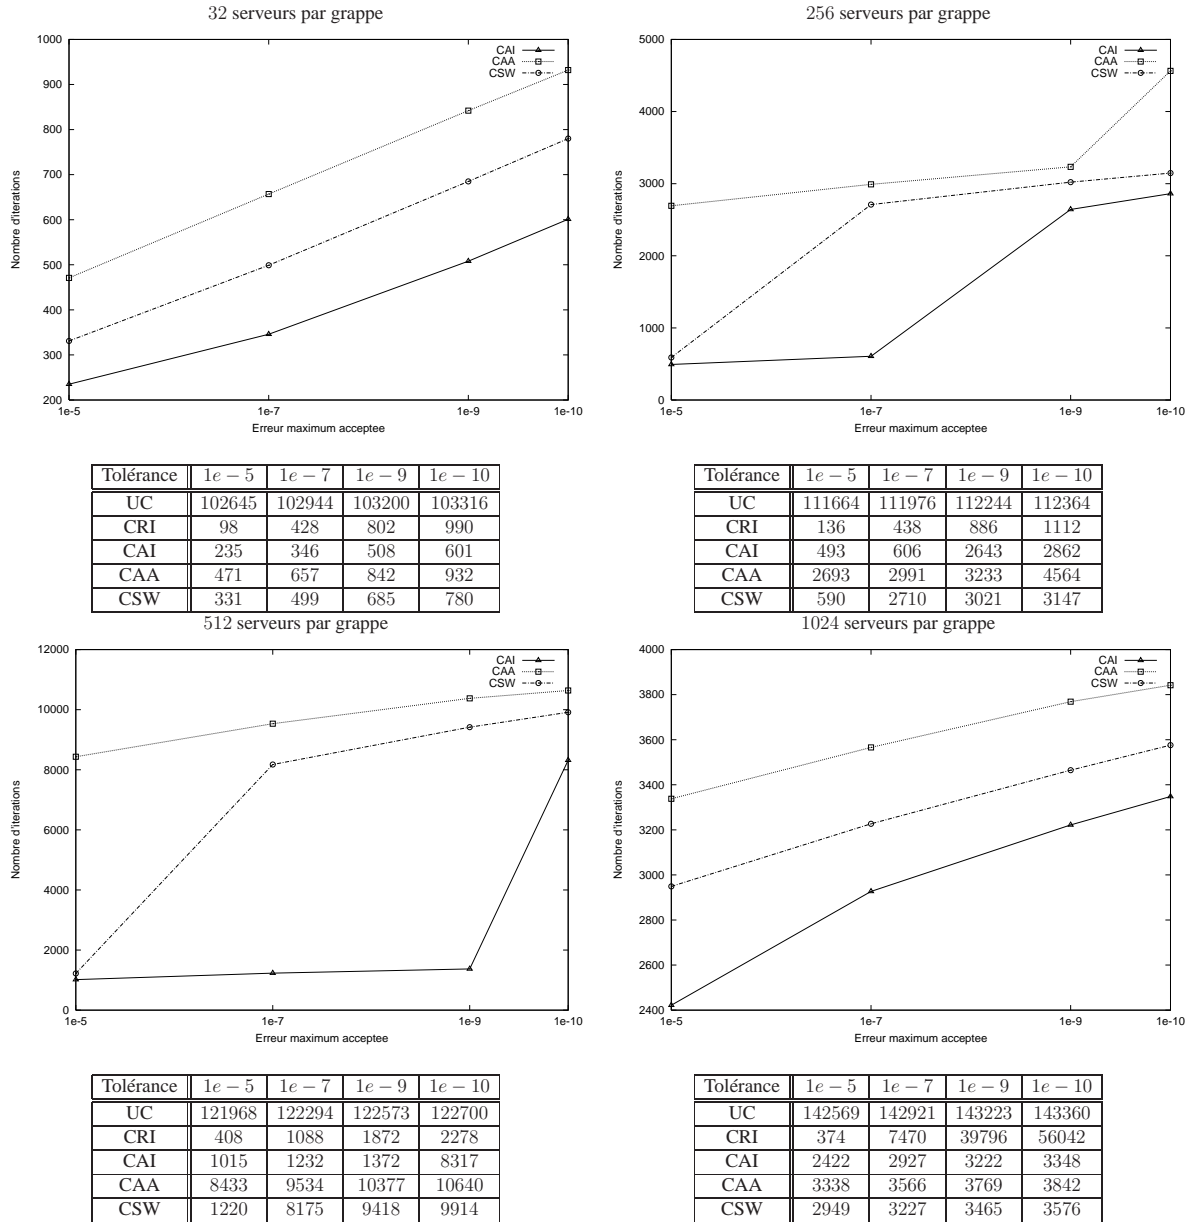 32 serveurs par grappe
1000
900
800
700
600
500
400
300
200
1e-5 1e-7 1e-9 1e-10
Nombre d'iterations
Erreur maximum acceptee
CAI
CAA
CSW
Tolérance 1e − 5 1e − 7 1e − 9 1e − 10
UC 102645 102944 103200 103316
CRI 98 428 802 990
CAI 235 346 508 601
CAA 471 657 842 932
CSW 331 499 685 780
256 serveurs par grappe
5000
4000
3000
2000
1000
0
1e-5 1e-7 1e-9 1e-10
Nombre d'iterations
Erreur maximum acceptee
CAI
CAA
CSW
Tolérance 1e − 5 1e − 7 1e − 9 1e − 10
UC 111664 111976 112244 112364
CRI 136 438 886 1112
CAI 493 606 2643 2862
CAA 2693 2991 3233 4564
CSW 590 2710 3021 3147
512 serveurs par grappe
12000
10000
8000
6000
4000
2000
0
1e-5 1e-7 1e-9 1e-10
Nombre d'iterations
Erreur maximum acceptee
CAI
CAA
CSW
Tolérance 1e − 5 1e − 7 1e − 9 1e − 10
UC 121968 122294 122573 122700
CRI 408 1088 1872 2278
CAI 1015 1232 1372 8317
CAA 8433 9534 10377 10640
CSW 1220 8175 9418 9914
1024 serveurs par grappe
4000
3800
3600
3400
3200
3000
2800
2600
2400
1e-5 1e-7 1e-9 1e-10
Nombre d'iterations
Erreur maximum acceptee
CAI
CAA
CSW
Tolérance 1e − 5 1e − 7 1e − 9 1e − 10
UC 142569 142921 143223 143360
CRI 374 7470 39796 56042
CAI 2422 2927 3222 3348
CAA 3338 3566 3769 3842
CSW 2949 3227 3465 3576